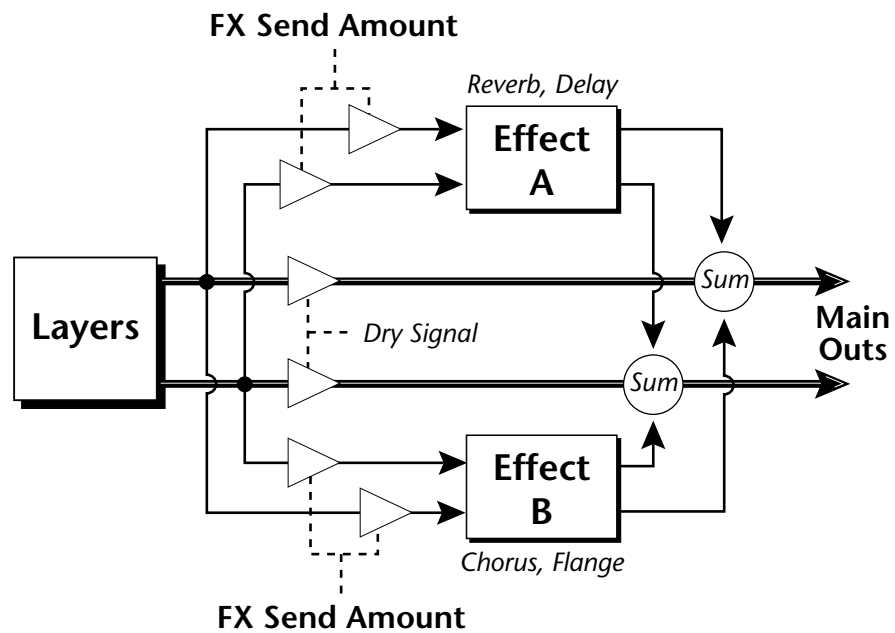 FX Send Amount
Reverb, Delay
Effect
A
Layers
Sum
Dry Signal
Main
Outs
Sum
Effect
B
Chorus, Flange
FX Send Amount